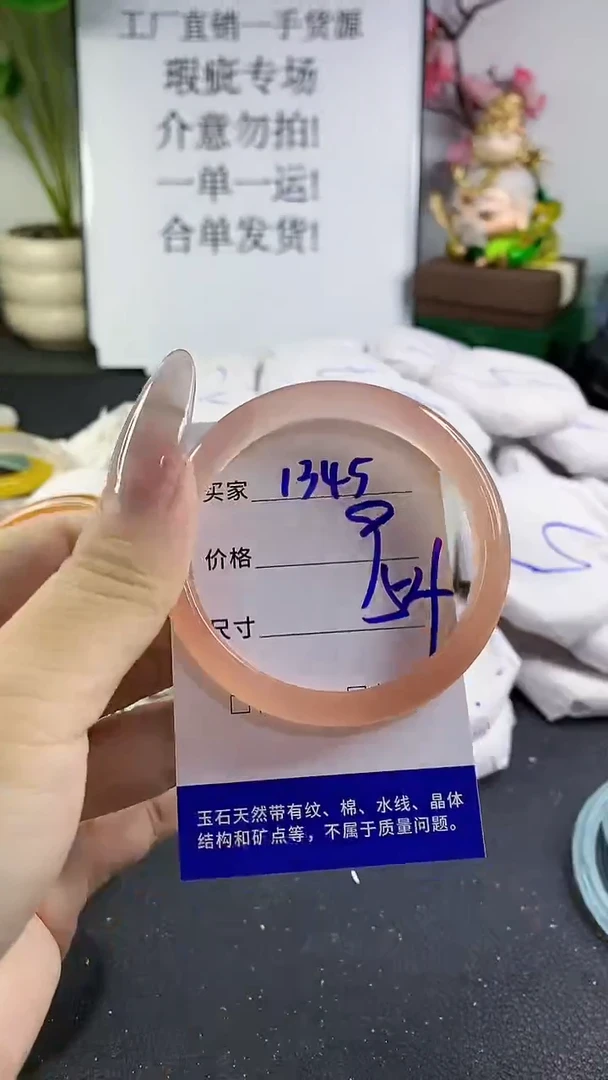 工厂直销一手货源
瑕疵专场
介意勿拍!
一单一运!
合单发货!
买家 1345
价格
尺寸 54
玉石天然带有纹、棉、水线、晶体
结构和矿点等，不属于质量问题。